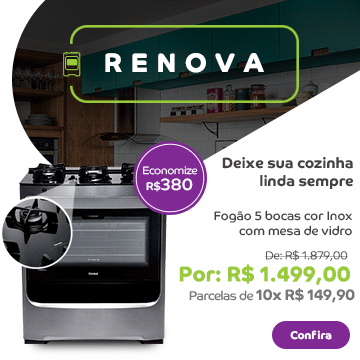 RENOVA
Economize
R$380
Deixe sua cozinha
linda sempre
Fogão 5 bocas cor Inox
com mesa de vidro
De: R$ 1.879,00
Por: R$ 1.499,00
Parcelas de 10x R$ 149,90
Confira